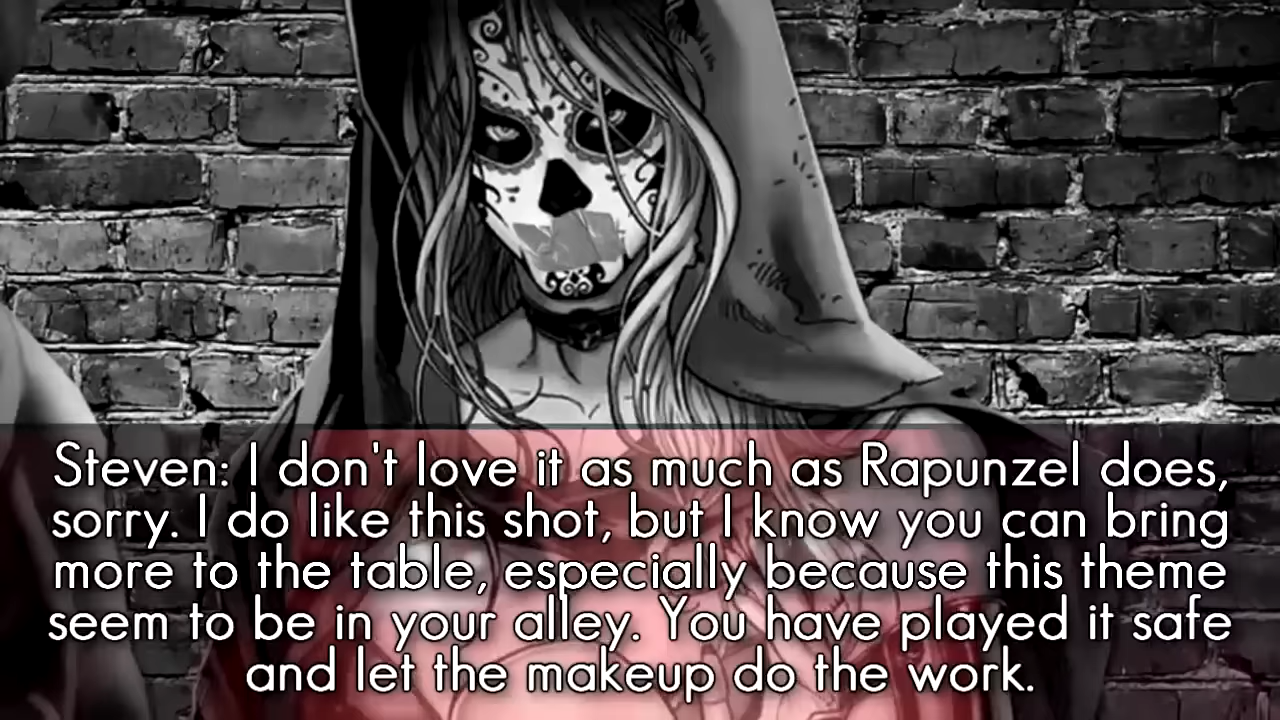 Steven: I don't love it as much as Rapunzel does,
sorry. I do like this shot, but I know you can bring
more to the table, especially because this theme
seem to be in your alley. You have played it safe
and let the makeup do the work.